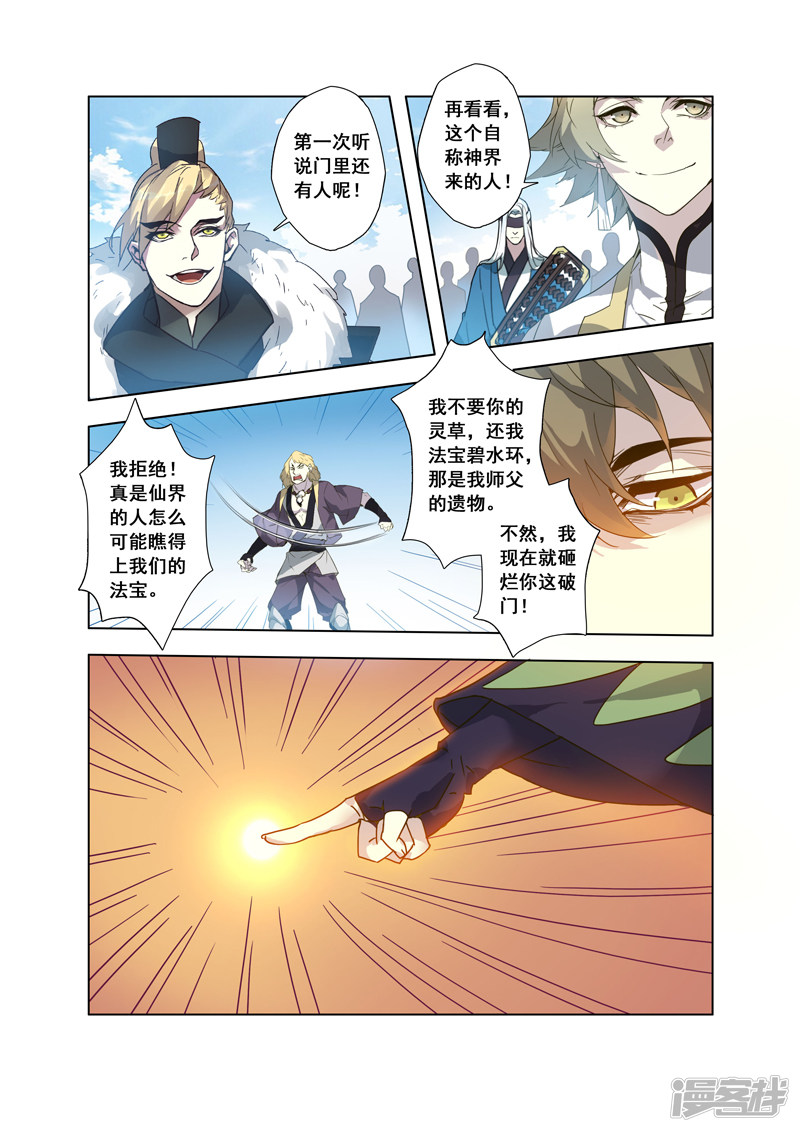 第一次听
说门里还
有人呢！
再看看，
这个自
称神界
来的人！
我拒绝！
真是仙界
的人怎么
可能瞧得
上我们的
法宝。
我不要你的
灵草，还我
法宝碧水环，
那是我师父
的遗物。
不然，我
现在就砸
烂你这破
门！
漫客栈